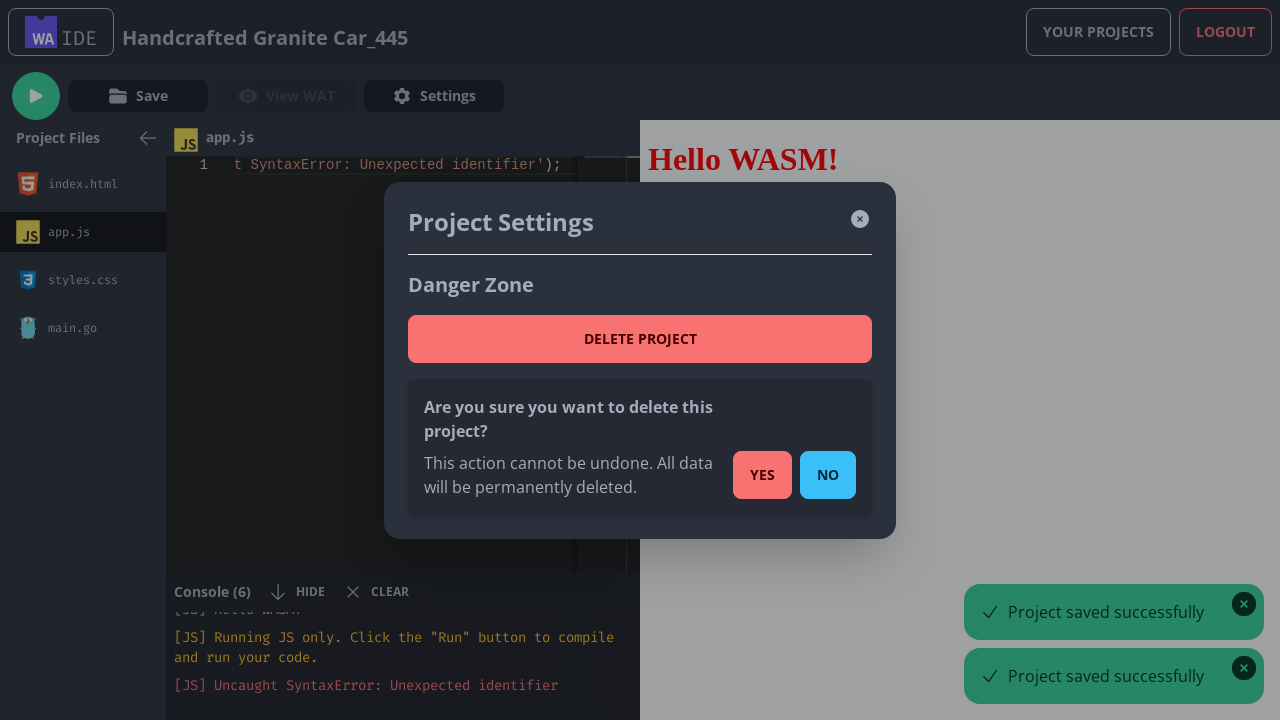 WA IDE
Handcrafted Granite Car_445
YOUR PROJECTS
LOGOUT
Save
View WAT
Settings
Project Files
JS app.js
index.html
JS app.js
styles.css
main.go
1 t SyntaxError: Unexpected identifier');
Hello WASM!
Project Settings
Danger Zone
DELETE PROJECT
Are you sure you want to delete this
project?
This action cannot be undone. All data
will be permanently deleted.
YES
NO
Console (6)
HIDE
CLEAR
[JS] Hello WASM!
[JS] Running JS only. Click the "Run" button to compile
and run your code.
[JS] Uncaught SyntaxError: Unexpected identifier
Project saved successfully
Project saved successfully